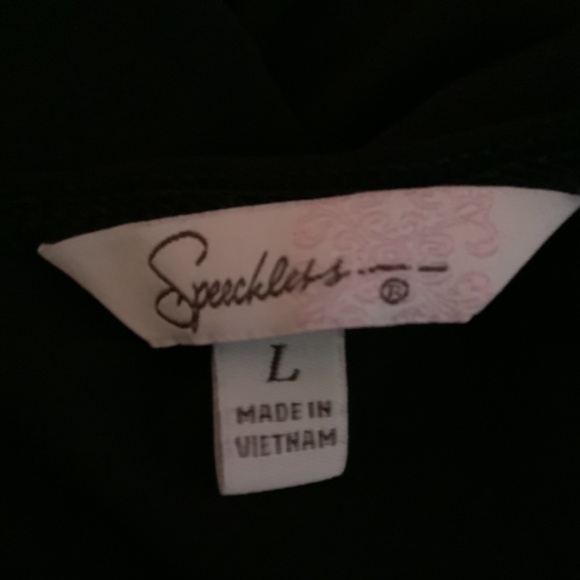 Speechless
®
L
MADE IN
VIETNAM